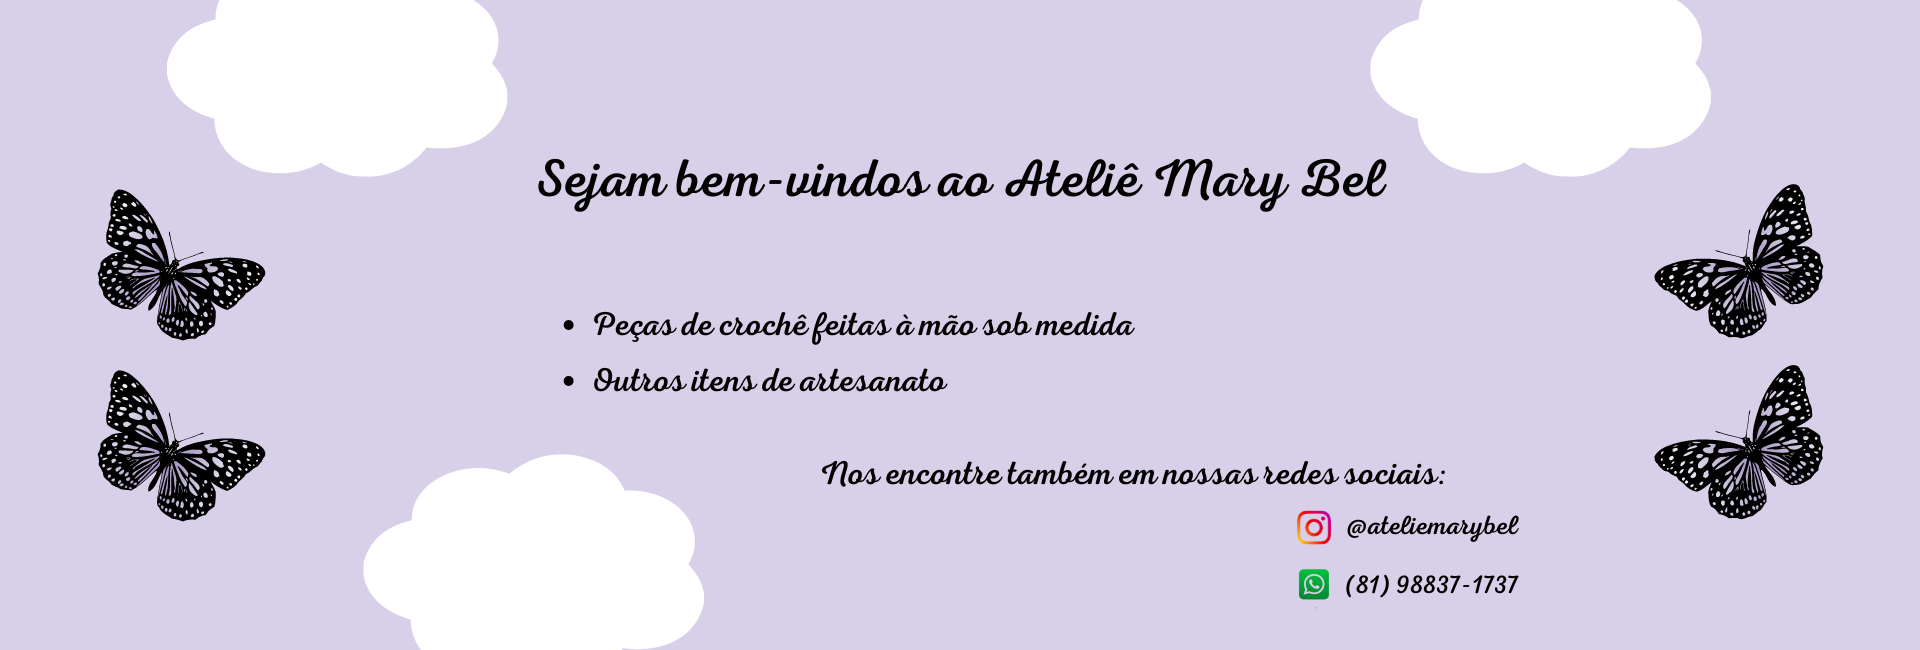 Sejam bem-vindos ao Ateliê Mary Bel
• Peças de crochê feitas à mão sob medida
• Outros itens de artesanato
Nos encontre também em nossas redes sociais:
@ateliemarybel
(81) 98837-1737